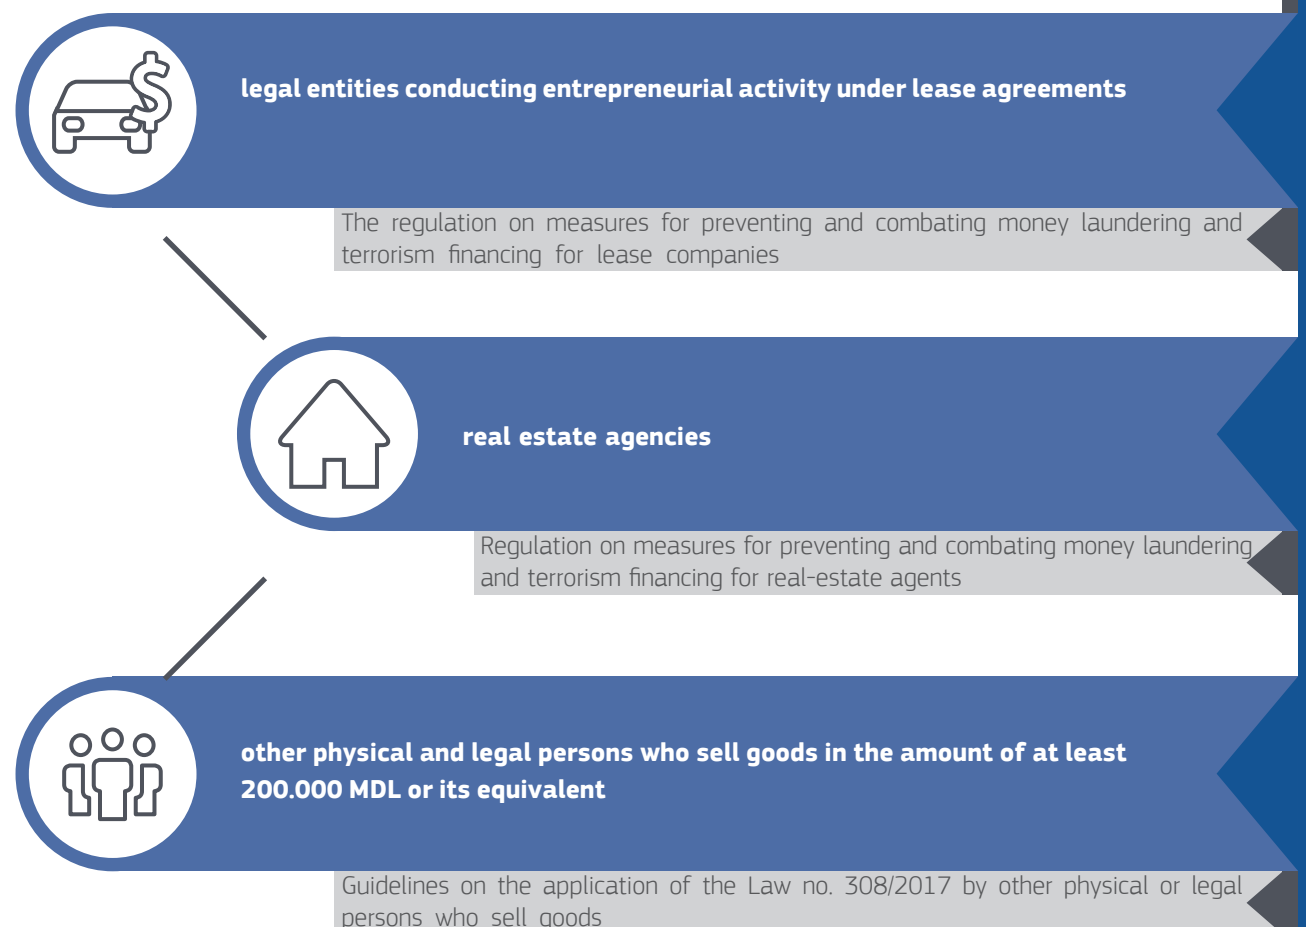 legal entities conducting entrepreneurial activity under lease agreements
The regulation on measures for preventing and combating money laundering and
terrorism financing for lease companies
real estate agencies
Regulation on measures for preventing and combating money laundering
and terrorism financing for real-estate agents
other physical and legal persons who sell goods in the amount of at least
200.000 MDL or its equivalent
Guidelines on the application of the Law no. 308/2017 by other physical or legal
persons who sell goods